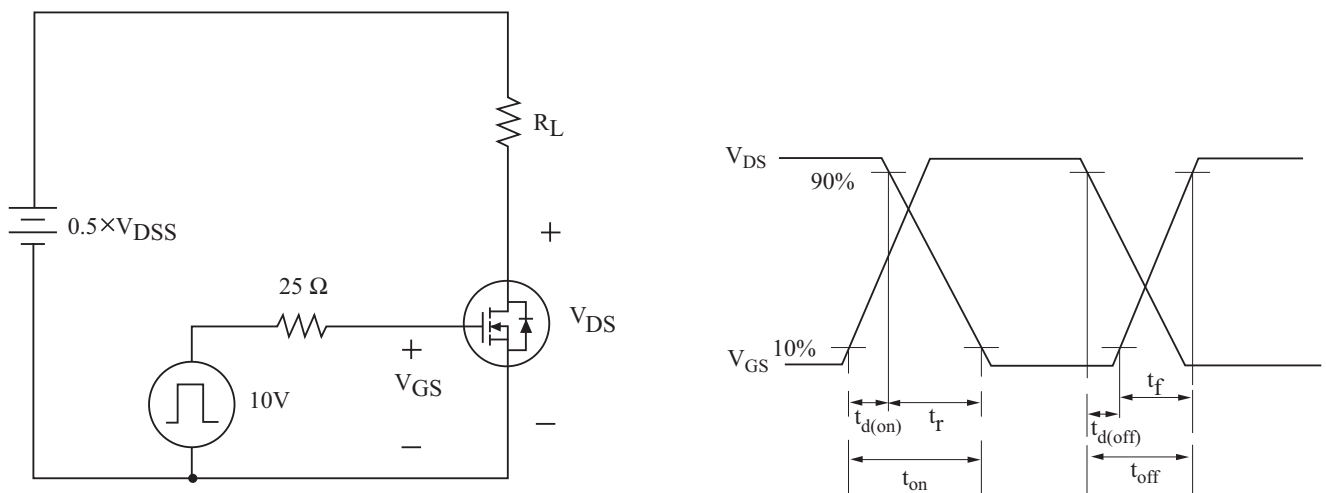 R_L
0.5×V_DSS
+
25 Ω
V_DS
+
V_GS
10V
−
−
V_DS
90%
V_GS 10%
t_d(on)
t_r
t_on
t_f
t_d(off)
t_off